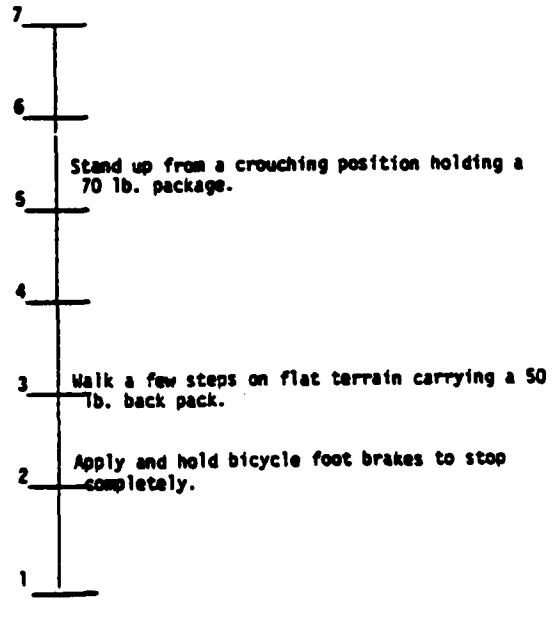 7
6
Stand up from a crouching position holding a
70 lb. package.
5
4
3
Walk a few steps on flat terrain carrying a 50
lb. back pack.
Apply and hold bicycle foot brakes to stop
2
completely.
1